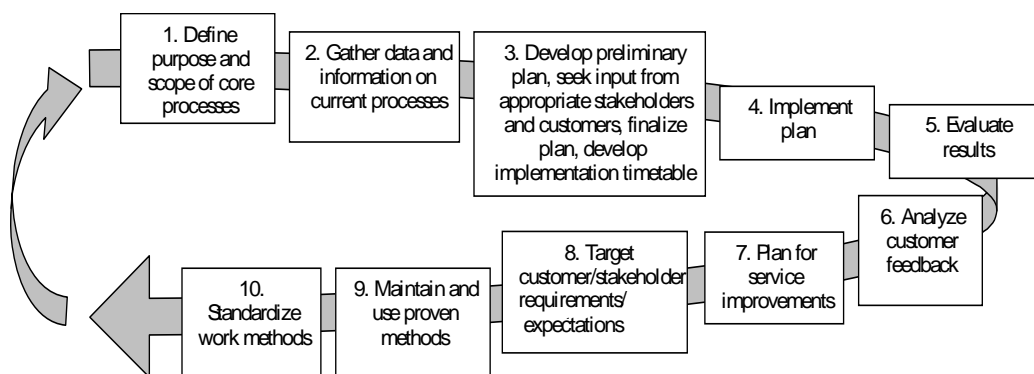 1. Define
purpose and
scope of core
processes
2. Gather data and
information on
current processes
3. Develop preliminary
plan, seek input from
appropriate stakeholders
and customers, finalize
plan, develop
implementation timetable
4. Implement
plan
5. Evaluate
results
6. Analyze
customer
feedback
7. Plan for
service
improvements
8. Target
customer/stakeholder
requirements/
expectations
9. Maintain and
use proven
methods
10.
Standardize
work methods